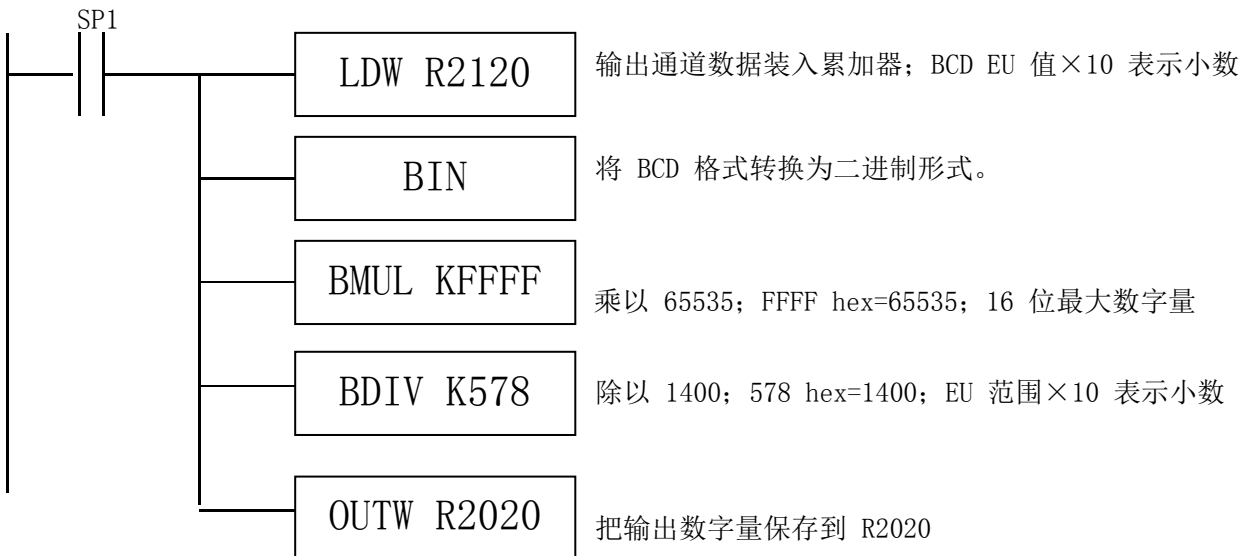 SP1
LDW R2120
输出通道数据装入累加器；BCD EU 值×10 表示小数
BIN
将 BCD 格式转换为二进制形式。
BMUL KFFFF
乘以 65535；FFFF hex=65535；16 位最大数字量
BDIV K578
除以 1400；578 hex=1400；EU 范围×10 表示小数
OUTW R2020
把输出数字量保存到 R2020